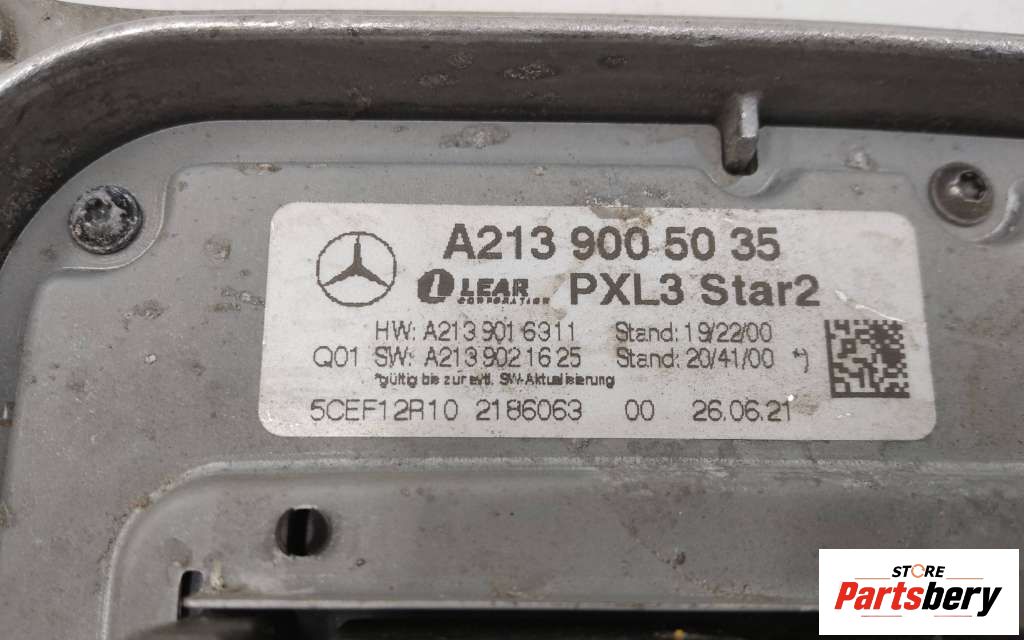 A213 900 50 35
LEAR CORPORATION PXL3 Star2
HW: A213 901 63 11 Stand: 19/22/00
Q01 SW: A213 902 16 25 Stand: 20/41/00 *)
*gültig bis zur evtl. SW-Aktualisierung
5CEF12R10 2186063 00 26.06.21
STORE
Partsbery